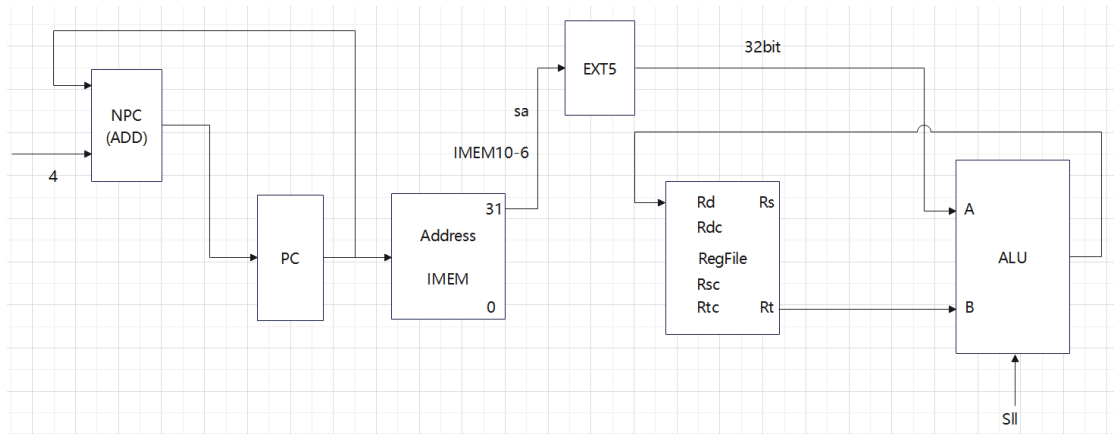 NPC
(ADD)
4
PC
31
Address
IMEM
0
sa
IMEM10-6
EXT5
32bit
Rd Rs
Rdc
RegFile
Rsc
Rtc Rt
A
ALU
B
Sll